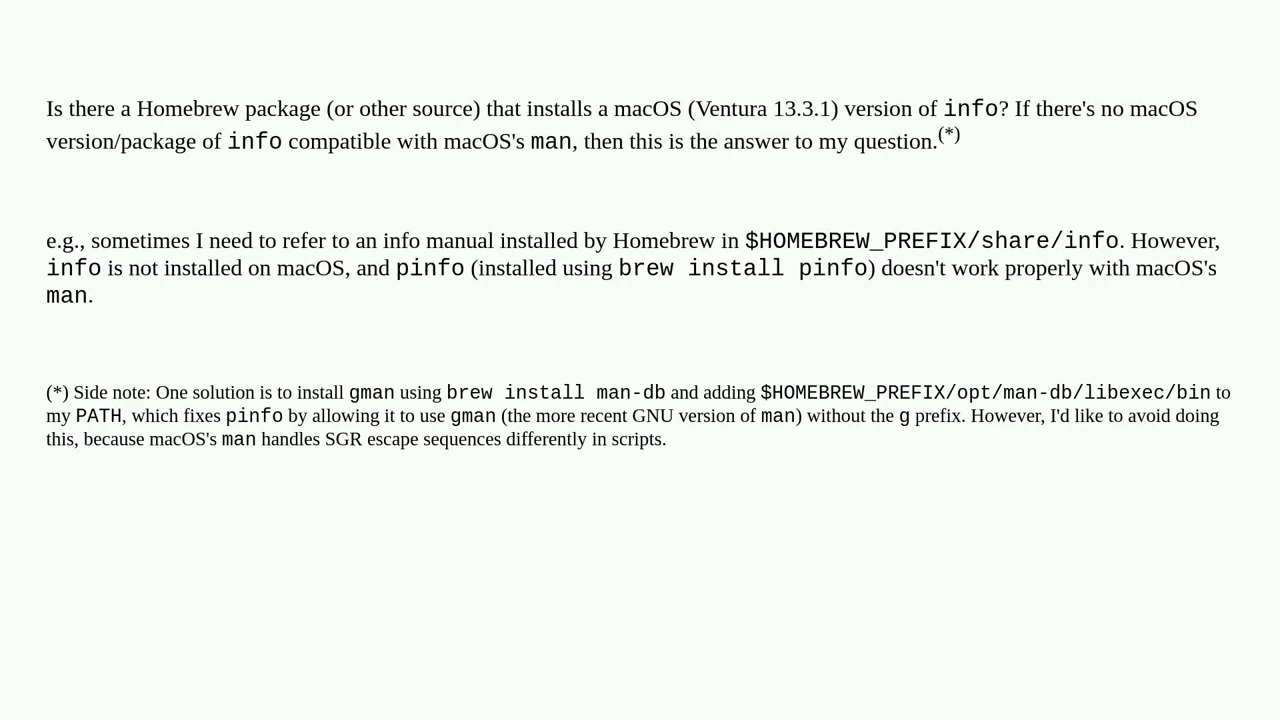 Is there a Homebrew package (or other source) that installs a macOS (Ventura 13.3.1) version of info? If there's no macOS
version/package of info compatible with macOS's man, then this is the answer to my question.(*)
e.g., sometimes I need to refer to an info manual installed by Homebrew in $HOMEBREW_PREFIX/share/info. However,
info is not installed on macOS, and pinfo (installed using brew install pinfo) doesn't work properly with macOS's
man.
(*) Side note: One solution is to install gman using brew install man-db and adding $HOMEBREW_PREFIX/opt/man-db/libexec/bin to
my PATH, which fixes pinfo by allowing it to use gman (the more recent GNU version of man) without the g prefix. However, I'd like to avoid doing
this, because macOS's man handles SGR escape sequences differently in scripts.